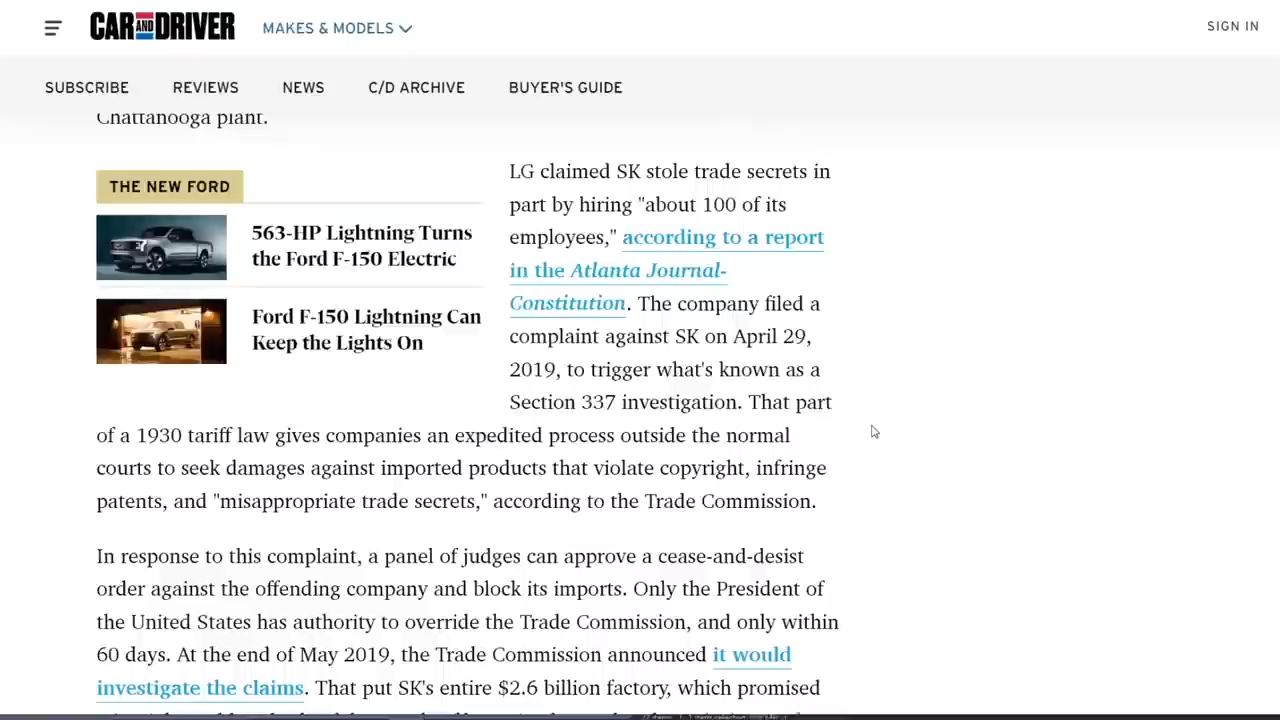 CAR AND DRIVER
MAKES & MODELS
SIGN IN
SUBSCRIBE
REVIEWS
NEWS
C/D ARCHIVE
BUYER'S GUIDE
Chattanooga plant.
THE NEW FORD
563-HP Lightning Turns
the Ford F-150 Electric
Ford F-150 Lightning Can
Keep the Lights On
LG claimed SK stole trade secrets in
part by hiring "about 100 of its
employees," according to a report
in the Atlanta Journal-
Constitution. The company filed a
complaint against SK on April 29,
2019, to trigger what's known as a
Section 337 investigation. That part
of a 1930 tariff law gives companies an expedited process outside the normal
courts to seek damages against imported products that violate copyright, infringe
patents, and "misappropriate trade secrets," according to the Trade Commission.
In response to this complaint, a panel of judges can approve a cease-and-desist
order against the offending company and block its imports. Only the President of
the United States has authority to override the Trade Commission, and only within
60 days. At the end of May 2019, the Trade Commission announced it would
investigate the claims. That put SK's entire $2.6 billion factory, which promised